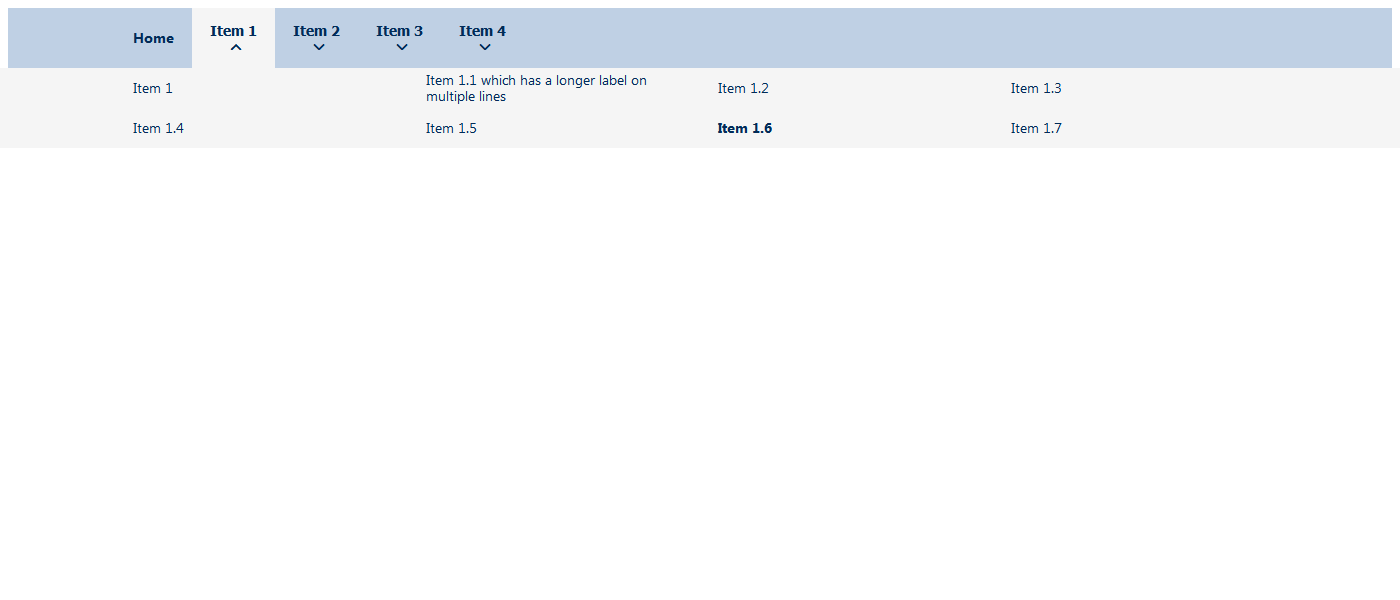 Home
Item 1
Item 2
Item 3
Item 4
Item 1
Item 1.1 which has a longer label on
multiple lines
Item 1.2
Item 1.3
Item 1.4
Item 1.5
Item 1.6
Item 1.7